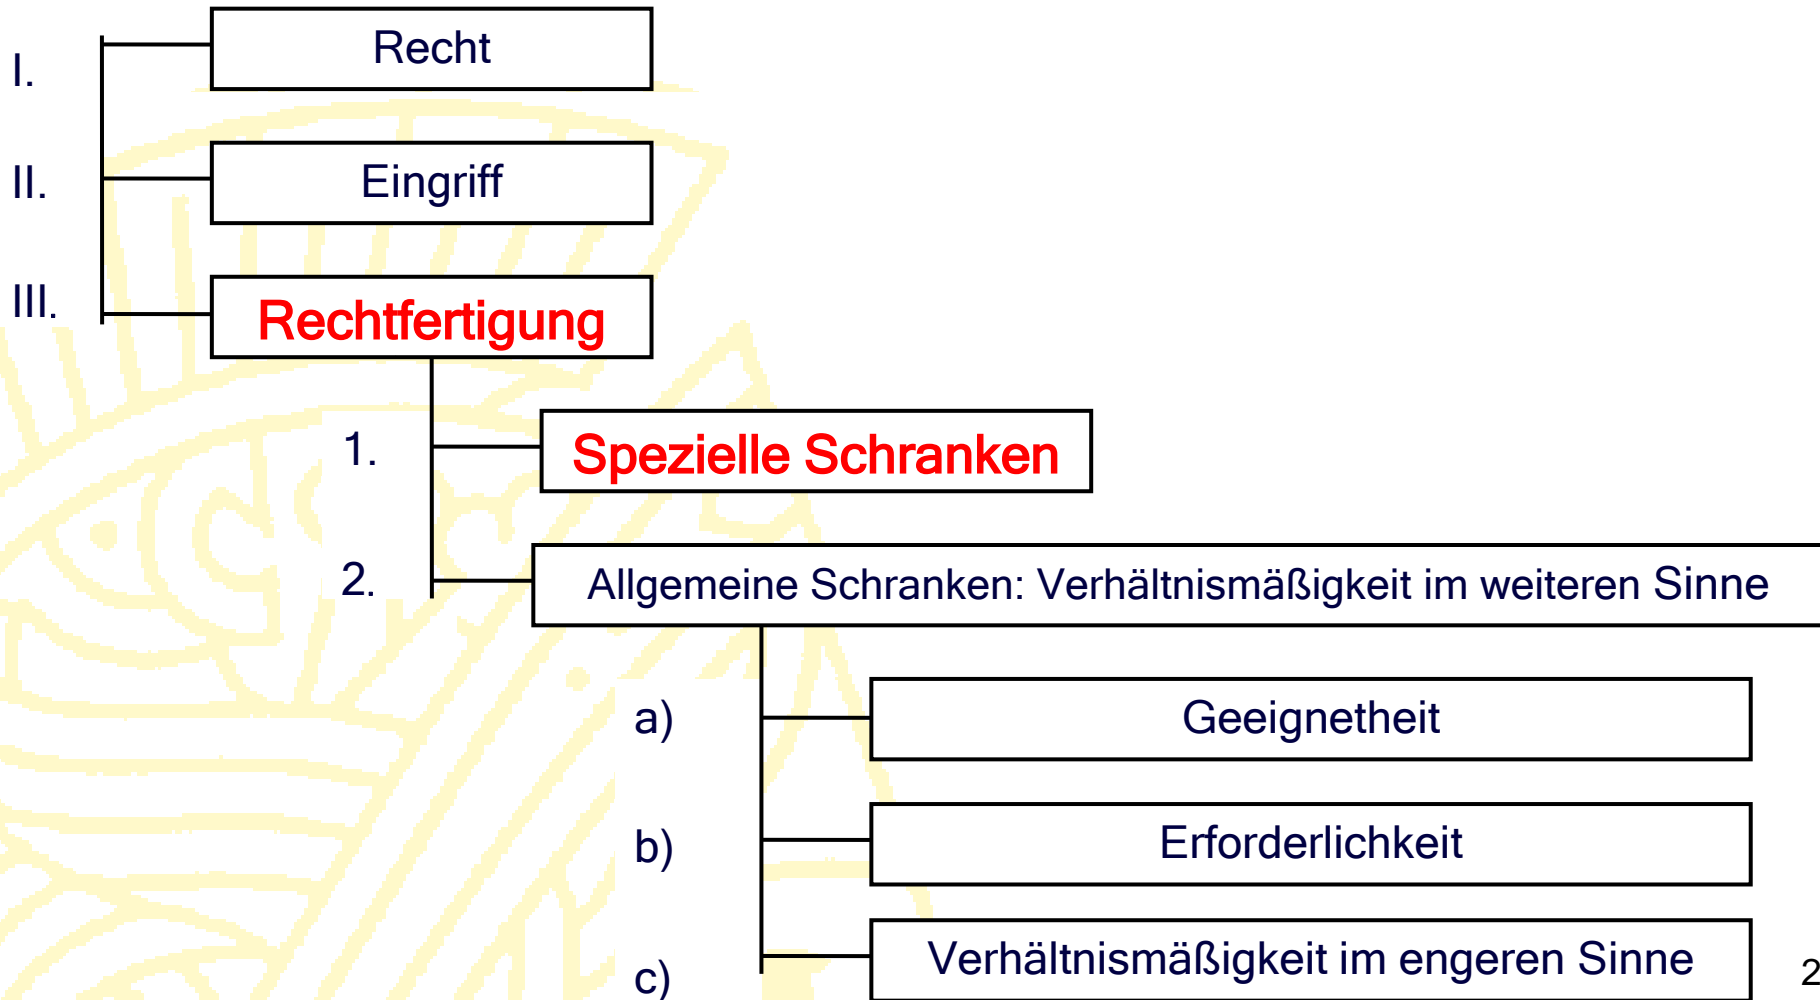 I. Recht
II. Eingriff
III. Rechtfertigung
1. Spezielle Schranken
2. Allgemeine Schranken: Verhältnismäßigkeit im weiteren Sinne
a) Geeignetheit
b) Erforderlichkeit
c) Verhältnismäßigkeit im engeren Sinne
2